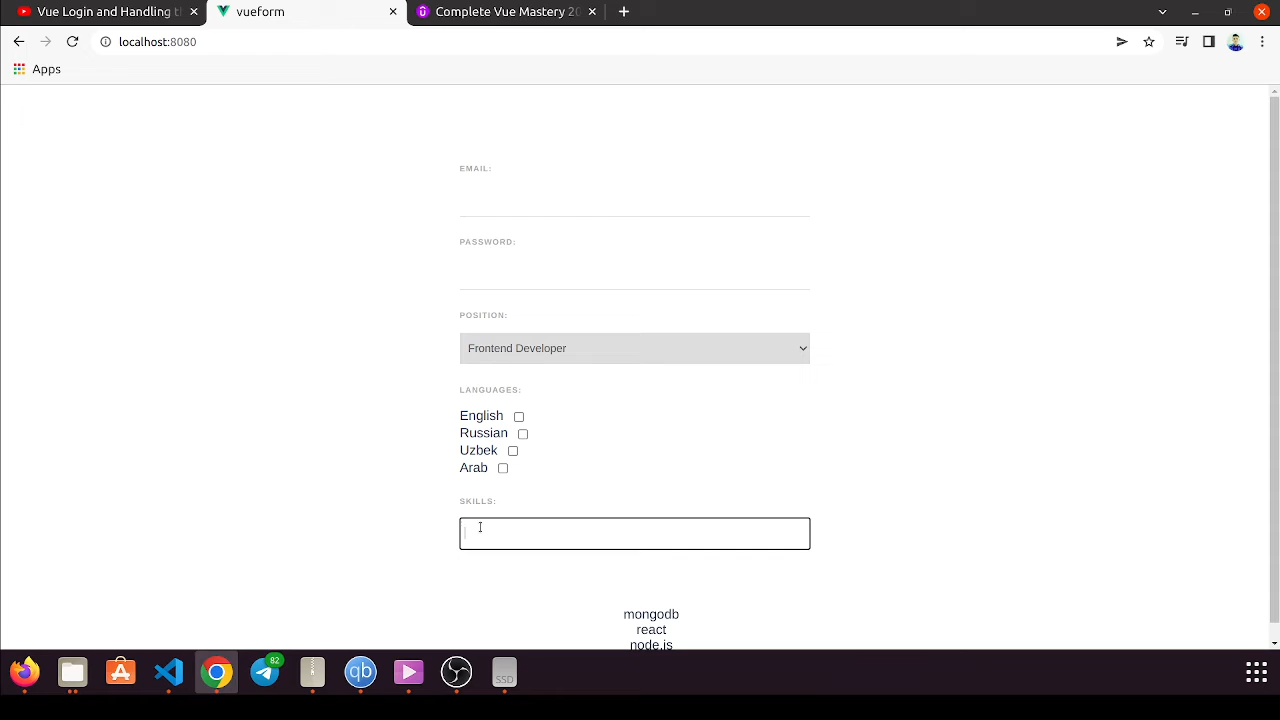 Vue Login and Handling t
vueform
Complete Vue Mastery 20
localhost:8080
Apps
EMAIL:
PASSWORD:
POSITION:
Frontend Developer
LANGUAGES:
English
Russian
Uzbek
Arab
SKILLS:
mongodb
react
node.js
82
SSD